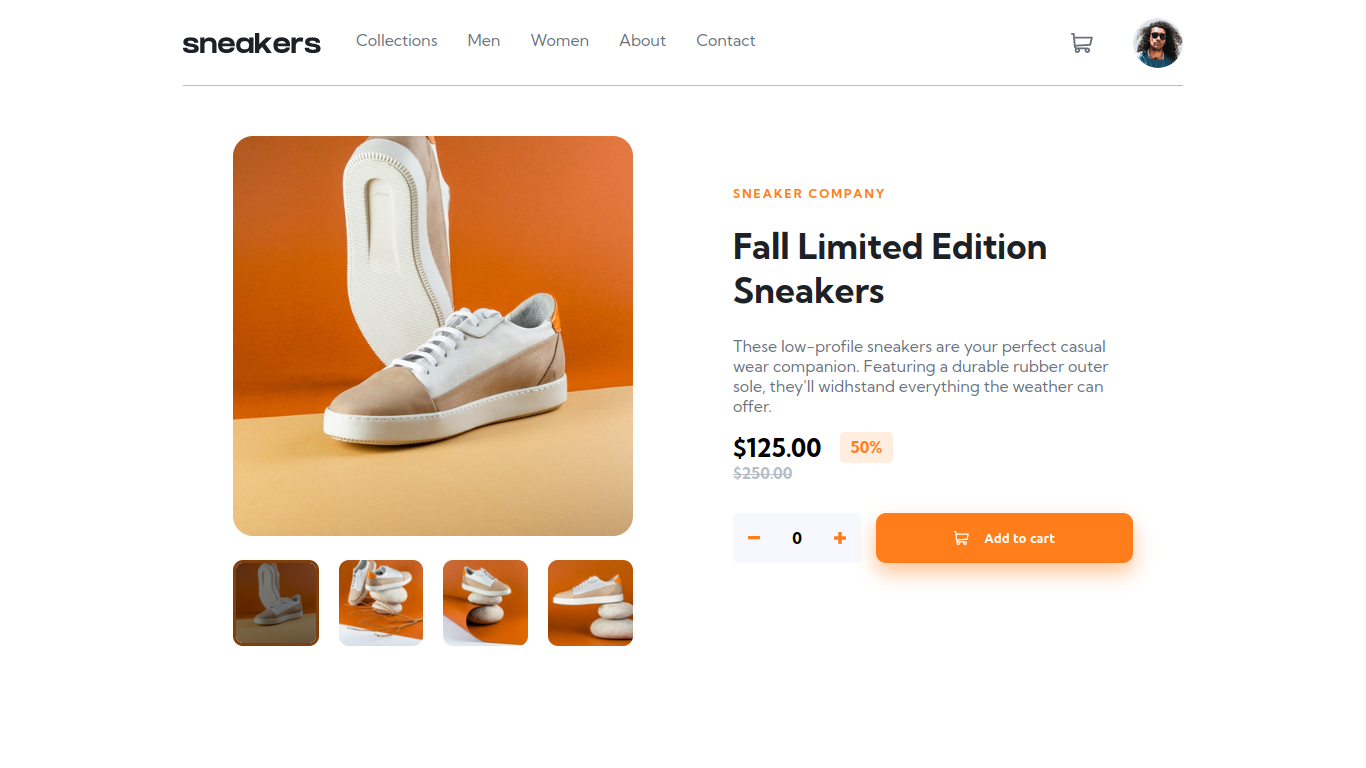 sneakers Collections Men Women About Contact
SNEAKER COMPANY
Fall Limited Edition
Sneakers
These low-profile sneakers are your perfect casual
wear companion. Featuring a durable rubber outer
sole, they'll widhstand everything the weather can
offer.
$125.00 50%
$250.00
0 Add to cart